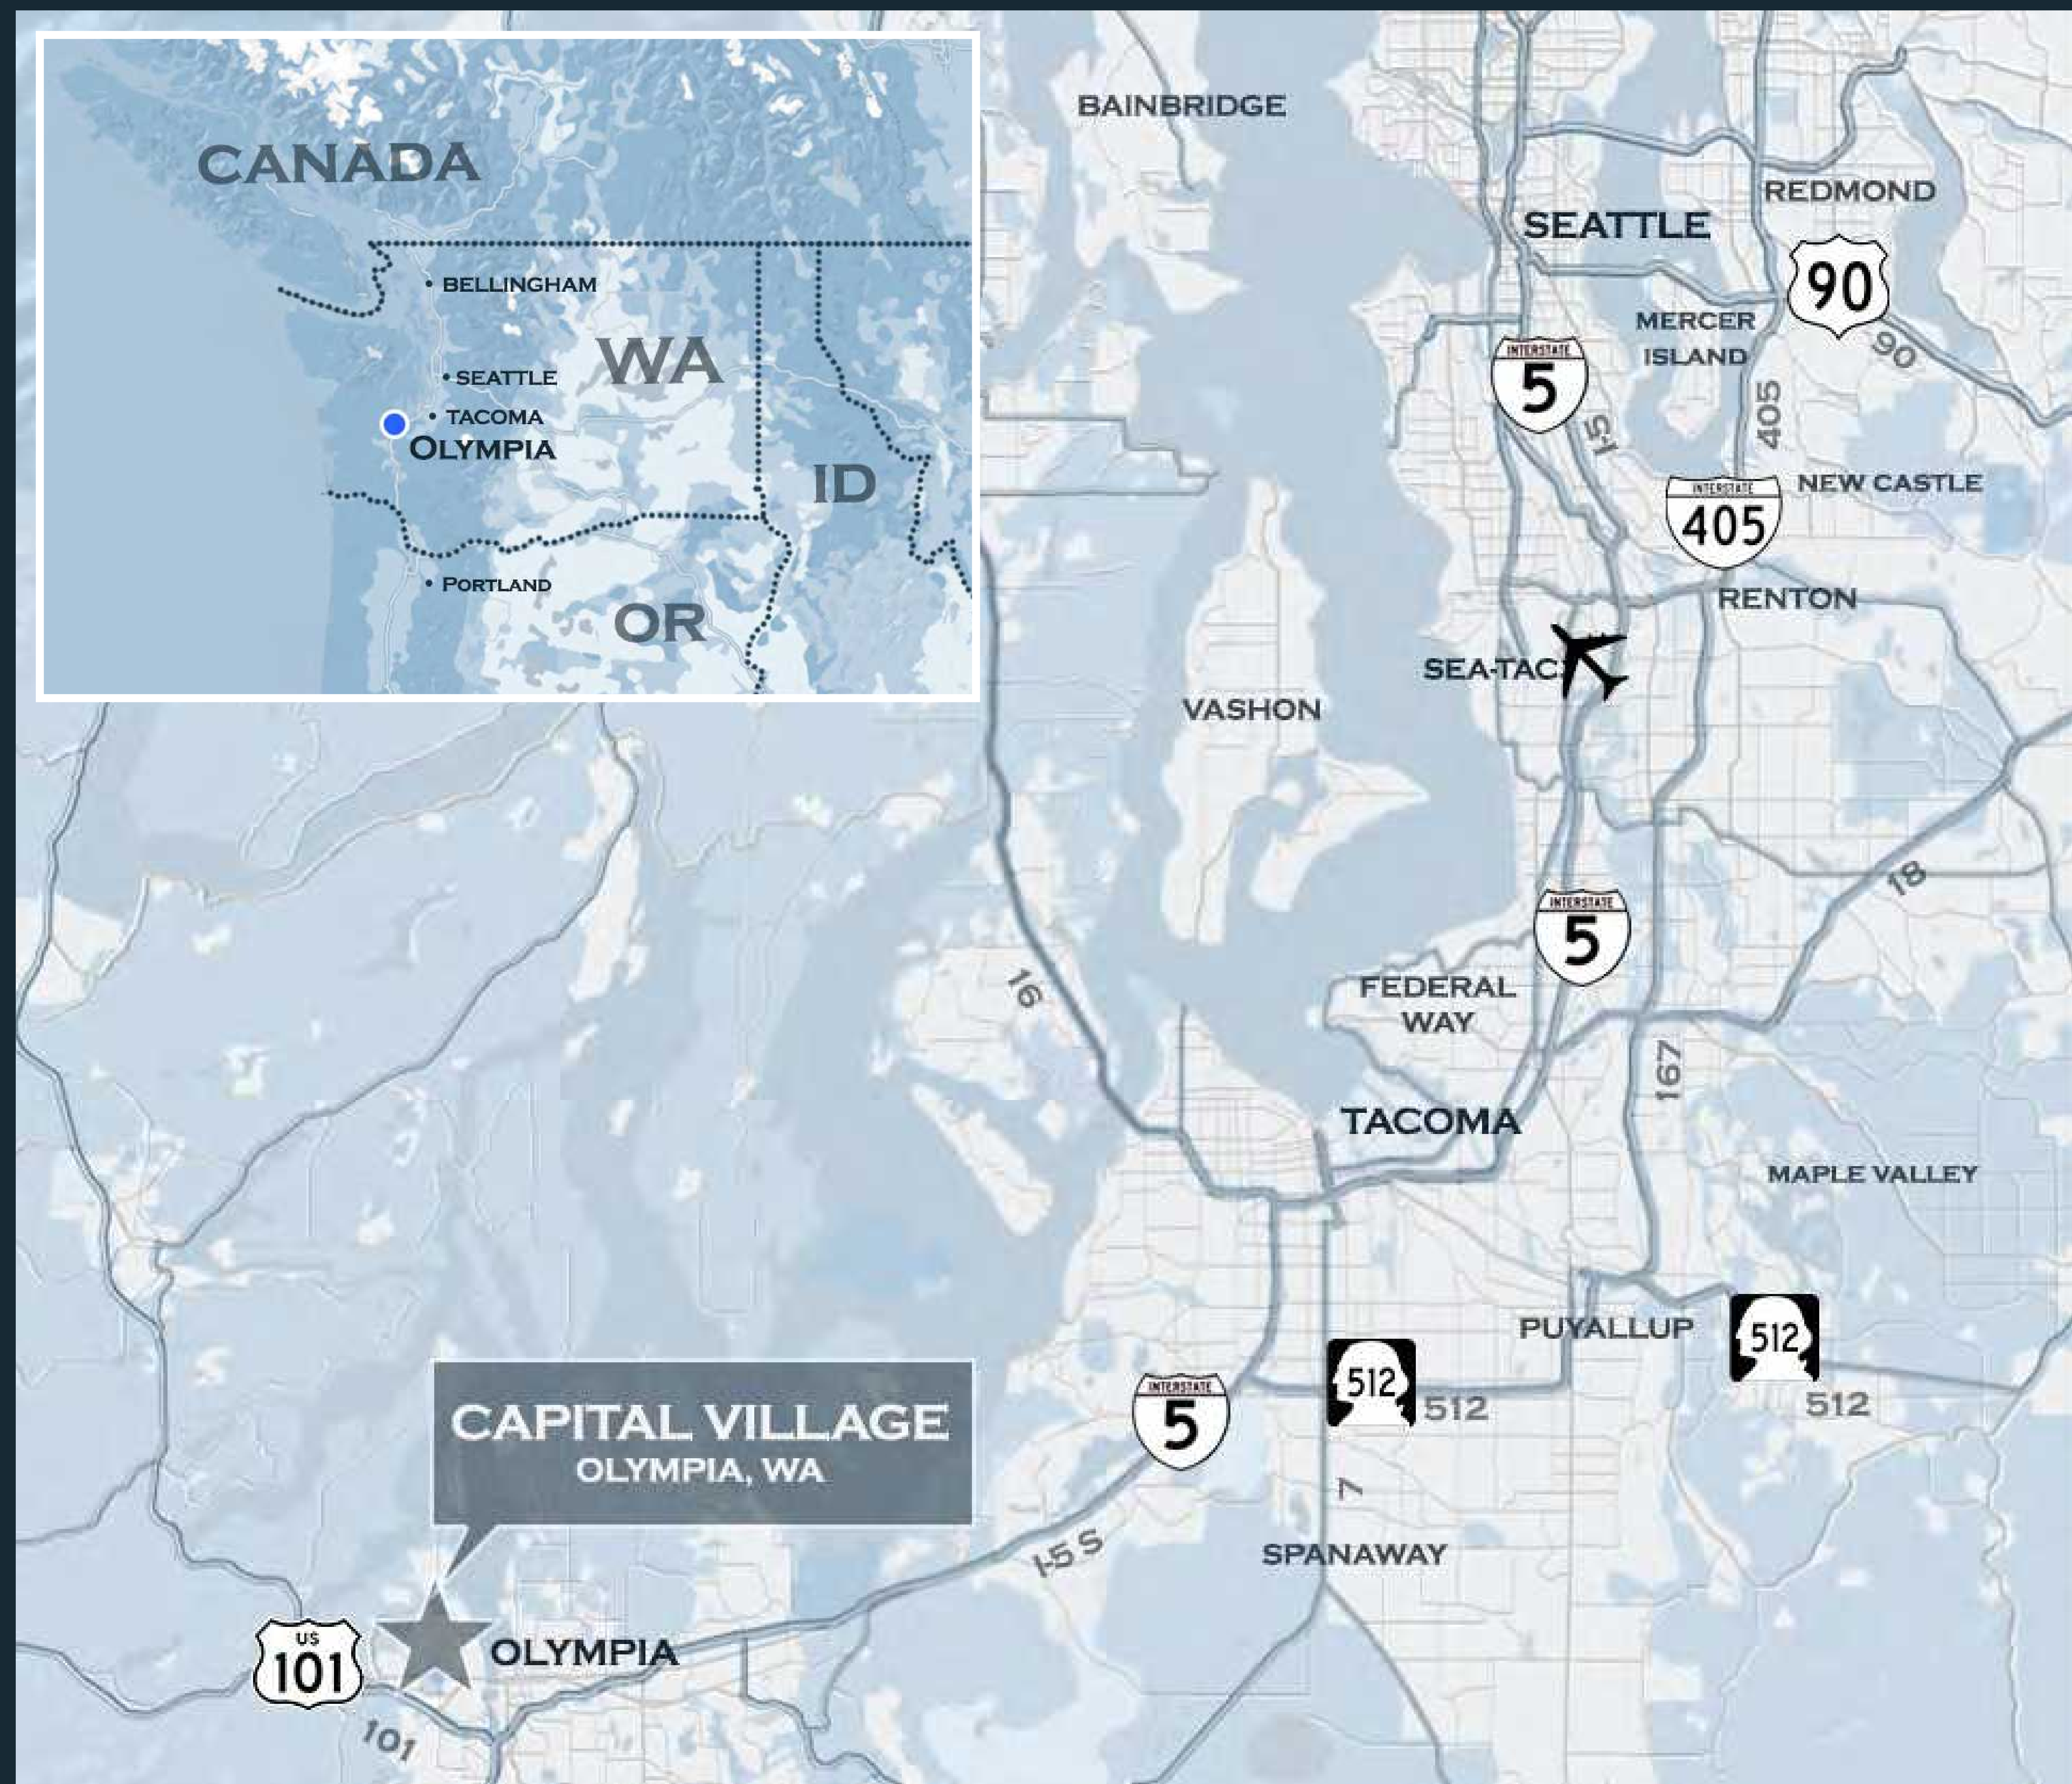 CANADA
BELLINGHAM
WA
SEATTLE
TACOMA
OLYMPIA
ID
PORTLAND
OR
BAINBRIDGE
REDMOND
SEATTLE
90
MERCER
ISLAND
90
INTERSTATE
5
I-5
405
INTERSTATE
405
NEW CASTLE
RENTON
SEA-TAC
VASHON
18
INTERSTATE
5
16
FEDERAL
WAY
167
TACOMA
MAPLE VALLEY
PUYALLUP
512
512
512
512
INTERSTATE
5
CAPITAL VILLAGE
OLYMPIA, WA
7
I-5 S
SPANAWAY
US
101
OLYMPIA
101